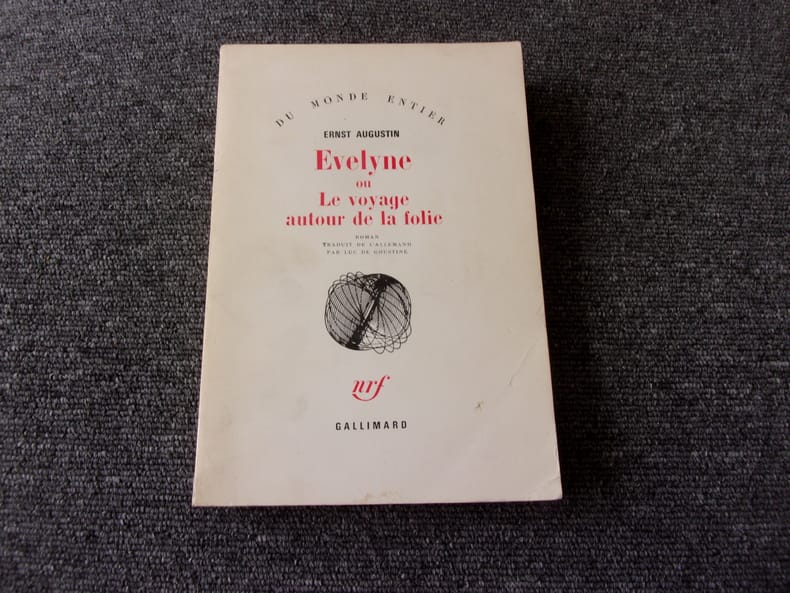 DU MONDE ENTIER
ERNST AUGUSTIN
Evelyne
ou
Le voyage
autour de la folie
ROMAN
TRADUIT DE L'ALLEMAND
PAR LUC DE GOUSTINE
nrf
GALLIMARD